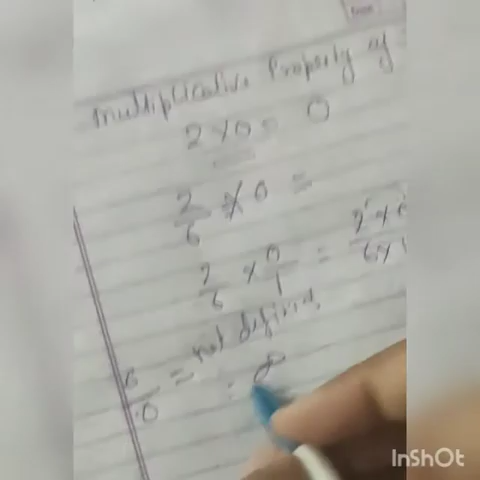 Multiplicative Property of
2 × 0 = 0
2/6 × 0 =
2/6 × 0/1 =
6/0 = not defined,
: ∞
InShOt